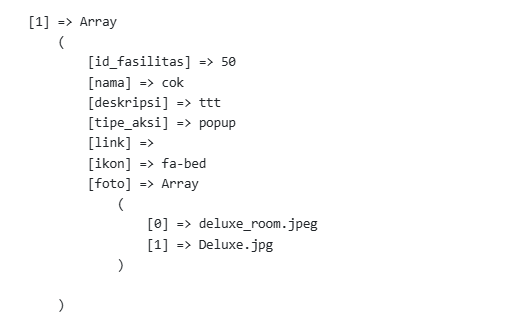 [1] => Array
(
[id_fasilitas] => 50
[nama] => cok
[deskripsi] => ttt
[tipe_aksi] => popup
[link] =>
[ikon] => fa-bed
[foto] => Array
(
[0] => deluxe_room.jpeg
[1] => Deluxe.jpg
)
)